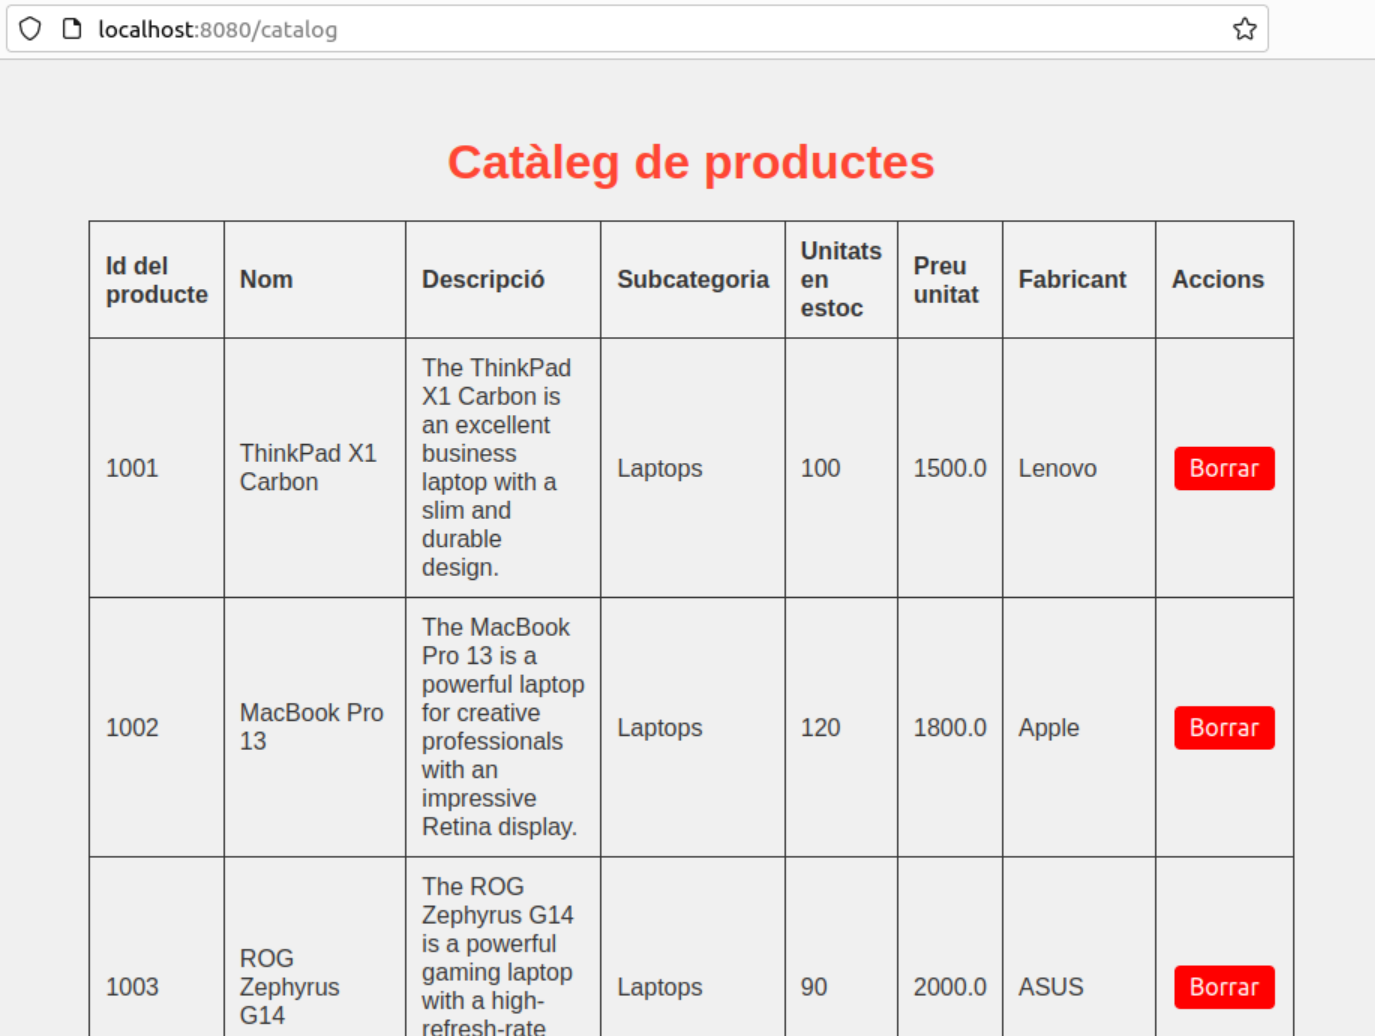 localhost:8080/catalog
Catàleg de productes
Id del
producte
Nom
Descripció
Subcategoria
Unitats
en
estoc
Preu
unitat
Fabricant
Accions
1001
ThinkPad X1
Carbon
The ThinkPad
X1 Carbon is
an excellent
business
laptop with a
slim and
durable
design.
Laptops
100
1500.0
Lenovo
Borrar
1002
MacBook Pro
13
The MacBook
Pro 13 is a
powerful laptop
for creative
professionals
with an
impressive
Retina display.
Laptops
120
1800.0
Apple
Borrar
1003
ROG
Zephyrus
G14
The ROG
Zephyrus G14
is a powerful
gaming laptop
with a high-
refresh-rate
Laptops
90
2000.0
ASUS
Borrar